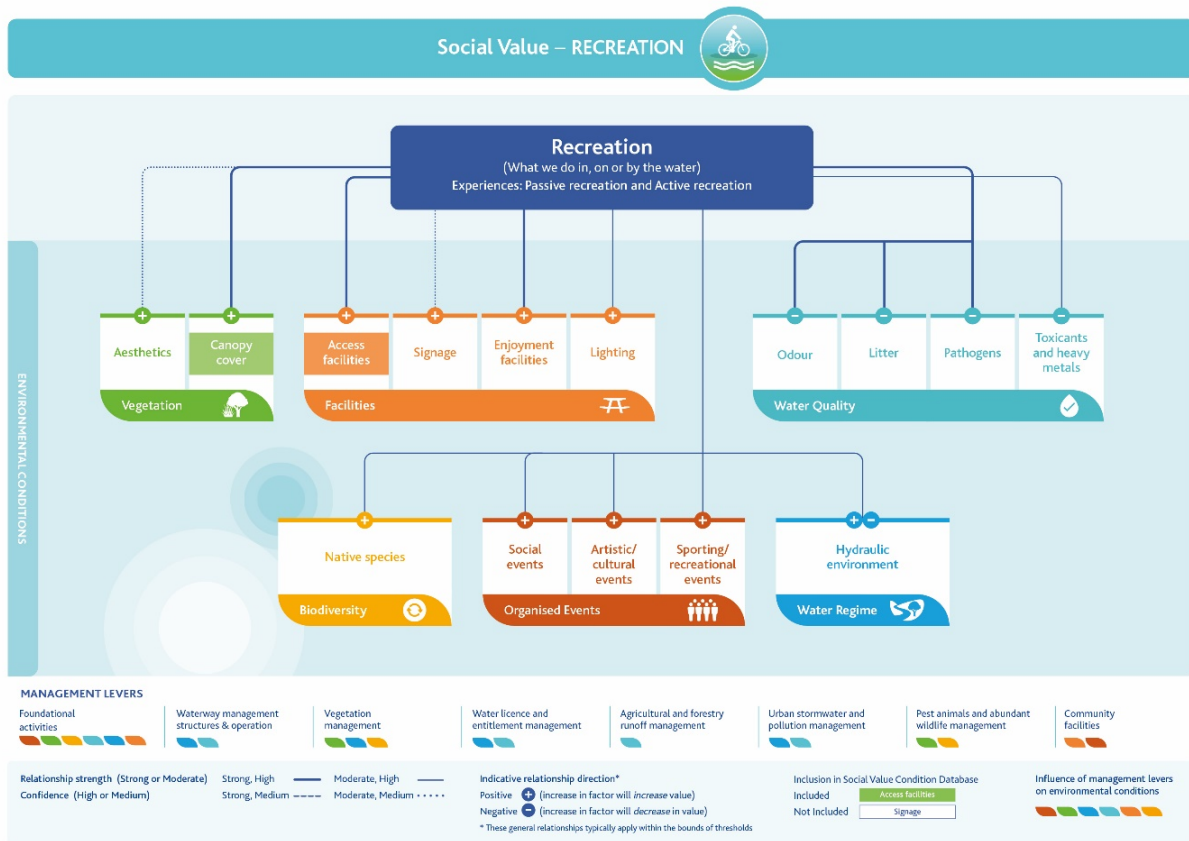 Social Value – RECREATION
Recreation
(What we do in, on or by the water)
Experiences: Passive recreation and Active recreation
ENVIRONMENTAL CONDITIONS
Aesthetics
Canopy
cover
Vegetation
Access
facilities
Signage
Enjoyment
facilities
Lighting
Facilities
Odour
Litter
Pathogens
Toxicants
and heavy
metals
Water Quality
Native species
Biodiversity
Social
events
Artistic/
cultural
events
Sporting/
recreational
events
Organised Events
Hydraulic
environment
Water Regime
MANAGEMENT LEVERS
Foundational
activities
Waterway management
structures & operation
Vegetation
management
Water licence and
entitlement management
Agricultural and forestry
runoff management
Urban stormwater and
pollution management
Pest animals and abundant
wildlife management
Community
facilities
Relationship strength (Strong or Moderate)
Confidence (High or Medium)
Strong, High
Strong, Medium
Moderate, High
Moderate, Medium
Indicative relationship direction*
Positive + (increase in factor will increase value)
Negative − (increase in factor will decrease in value)
* These general relationships typically apply within the bounds of thresholds
Inclusion in Social Value Condition Database
Included Access facilities
Not Included Signage
Influence of management levers
on environmental conditions